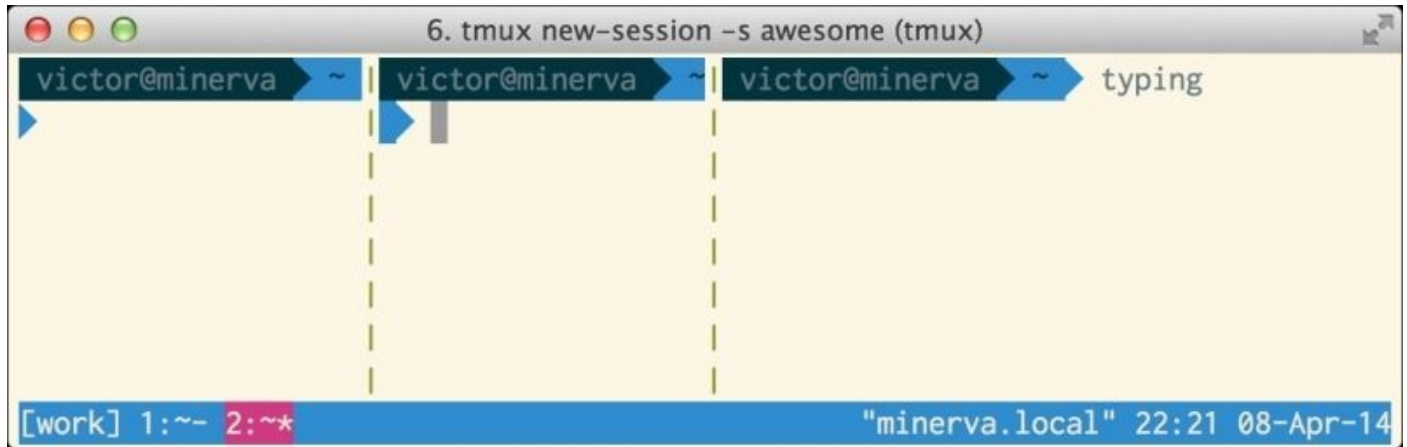 6. tmux new-session -s awesome (tmux)
victor@minerva ~ victor@minerva ~ victor@minerva ~ typing
[work] 1:~- 2:~* "minerva.local" 22:21 08-Apr-14